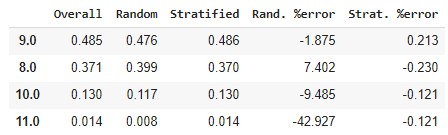 Overall Random Stratified Rand. %error Strat. %error
9.0 0.485 0.476 0.486 -1.875 0.213
8.0 0.371 0.399 0.370 7.402 -0.230
10.0 0.130 0.117 0.130 -9.485 -0.121
11.0 0.014 0.008 0.014 -42.927 -0.121